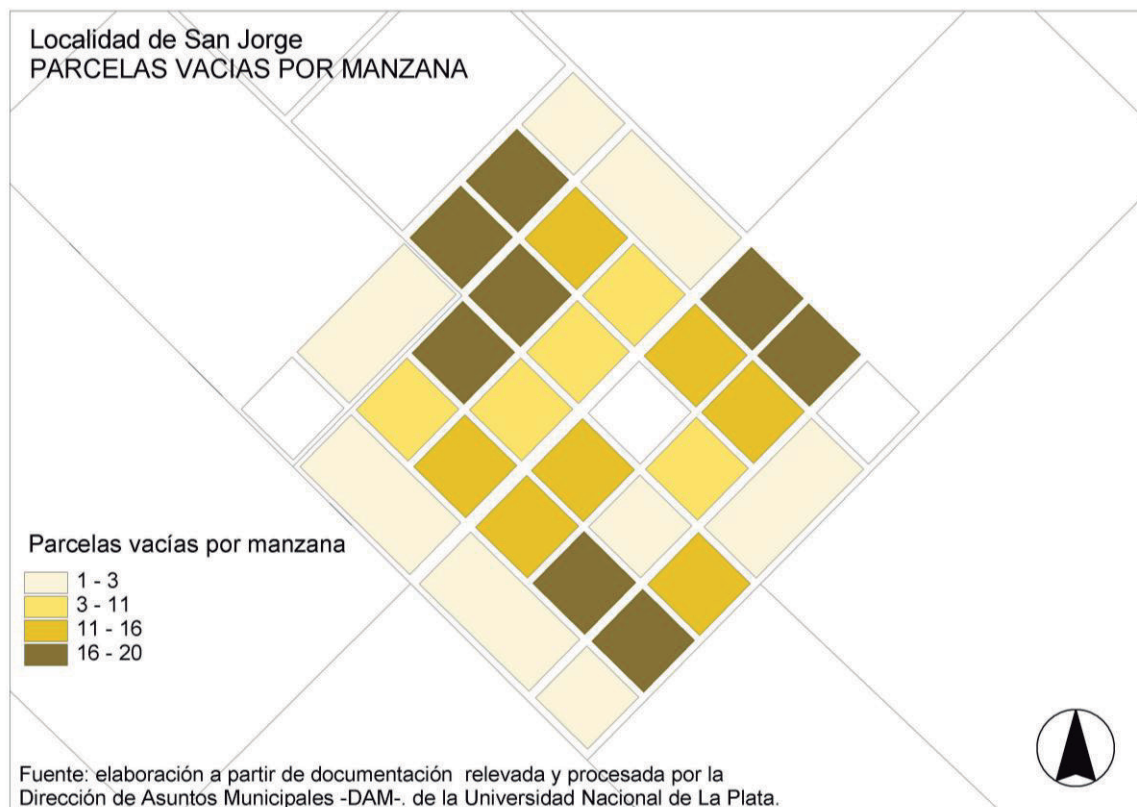 Localidad de San Jorge
PARCELAS VACIAS POR MANZANA
Parcelas vacías por manzana
1 - 3
3 - 11
11 - 16
16 - 20
Fuente: elaboración a partir de documentación relevada y procesada por la
Dirección de Asuntos Municipales -DAM-. de la Universidad Nacional de La Plata.